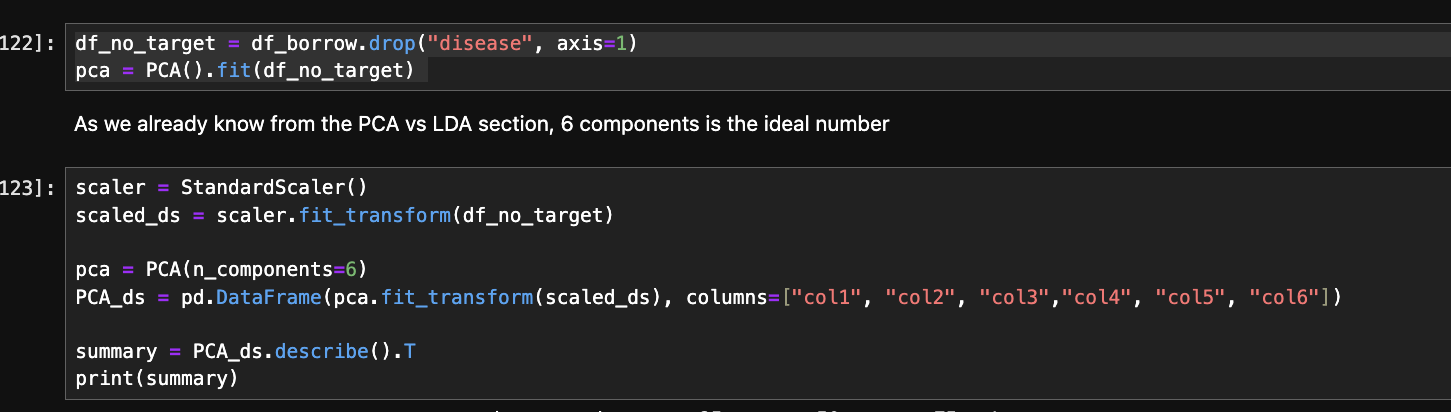 122]:
df_no_target = df_borrow.drop("disease", axis=1)
pca = PCA().fit(df_no_target)
As we already know from the PCA vs LDA section, 6 components is the ideal number
123]:
scaler = StandardScaler()
scaled_ds = scaler.fit_transform(df_no_target)
pca = PCA(n_components=6)
PCA_ds = pd.DataFrame(pca.fit_transform(scaled_ds), columns=["col1", "col2", "col3","col4", "col5", "col6"])
summary = PCA_ds.describe().T
print(summary)